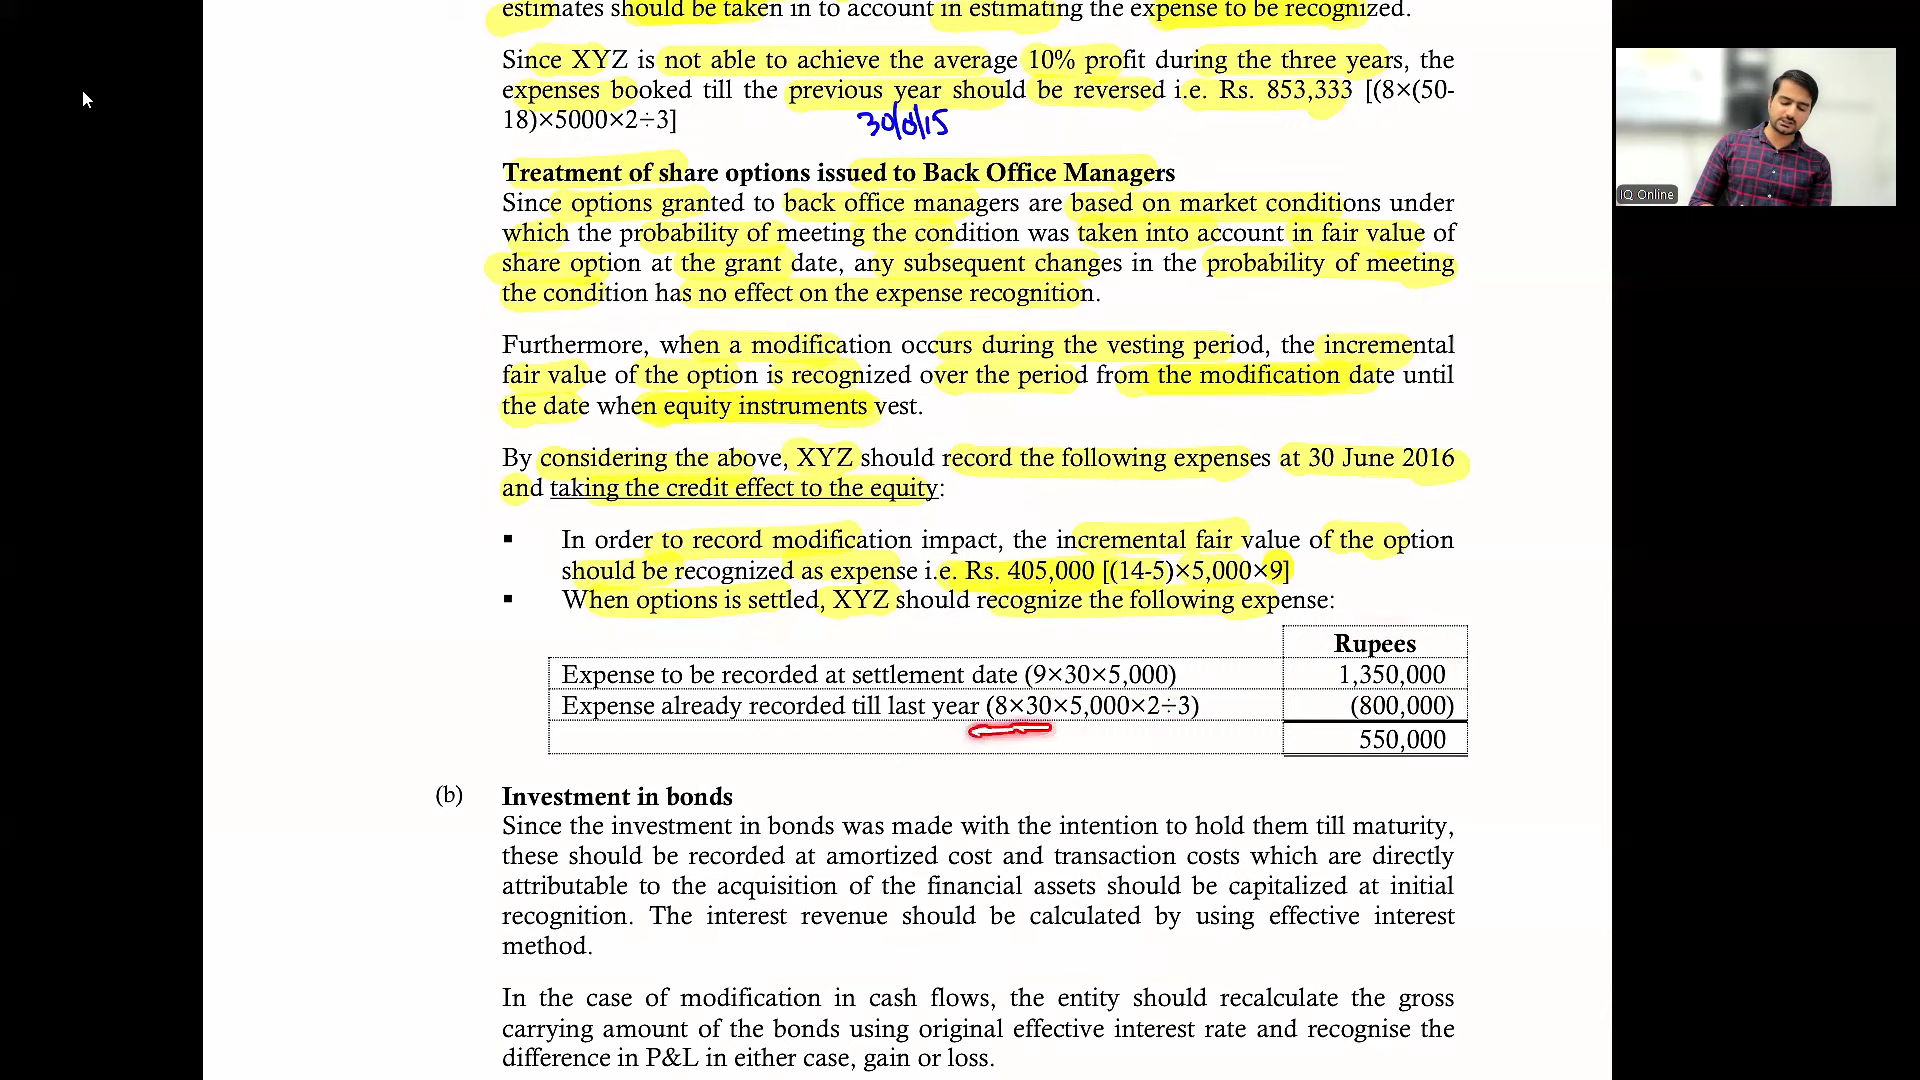 estimates should be taken in to account in estimating the expense to be recognized.
Since XYZ is not able to achieve the average 10% profit during the three years, the
expenses booked till the previous year should be reversed i.e. Rs. 853,333 [(8×(50-
18)×5000×2÷3]
Treatment of share options issued to Back Office Managers
Since options granted to back office managers are based on market conditions under
which the probability of meeting the condition was taken into account in fair value of
share option at the grant date, any subsequent changes in the probability of meeting
the condition has no effect on the expense recognition.
Furthermore, when a modification occurs during the vesting period, the incremental
fair value of the option is recognized over the period from the modification date until
the date when equity instruments vest.
By considering the above, XYZ should record the following expenses at 30 June 2016
and taking the credit effect to the equity:
▪ In order to record modification impact, the incremental fair value of the option
should be recognized as expense i.e. Rs. 405,000 [(14-5)×5,000×9]
▪ When options is settled, XYZ should recognize the following expense:
Rupees
Expense to be recorded at settlement date (9×30×5,000) 1,350,000
Expense already recorded till last year (8×30×5,000×2÷3) (800,000)
550,000
(b) Investment in bonds
Since the investment in bonds was made with the intention to hold them till maturity,
these should be recorded at amortized cost and transaction costs which are directly
attributable to the acquisition of the financial assets should be capitalized at initial
recognition. The interest revenue should be calculated by using effective interest
method.
In the case of modification in cash flows, the entity should recalculate the gross
carrying amount of the bonds using original effective interest rate and recognise the
difference in P&L in either case, gain or loss.
IQ Online